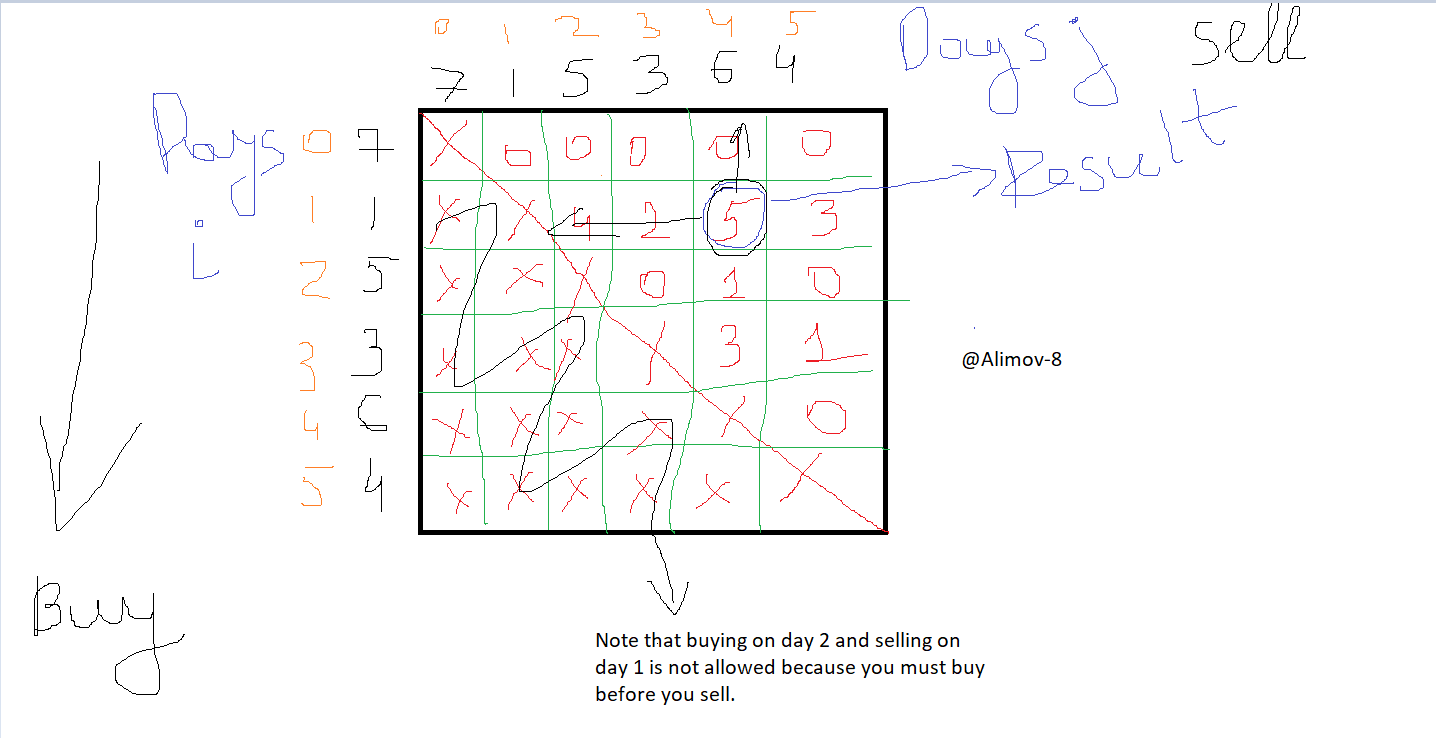 0 1 2 3 4 5 Days j sell
7 1 5 3 6 4
Days 0 7 X 0 0 0 0 0 Result
i 1 1 X X 4 2 5 3
2 5 X X X 0 1 0
3 3 X X X X 3 1
@Alimov-8
4 6 X X X X X 0
5 4 X X X X X X
Buy
Note that buying on day 2 and selling on
day 1 is not allowed because you must buy
before you sell.